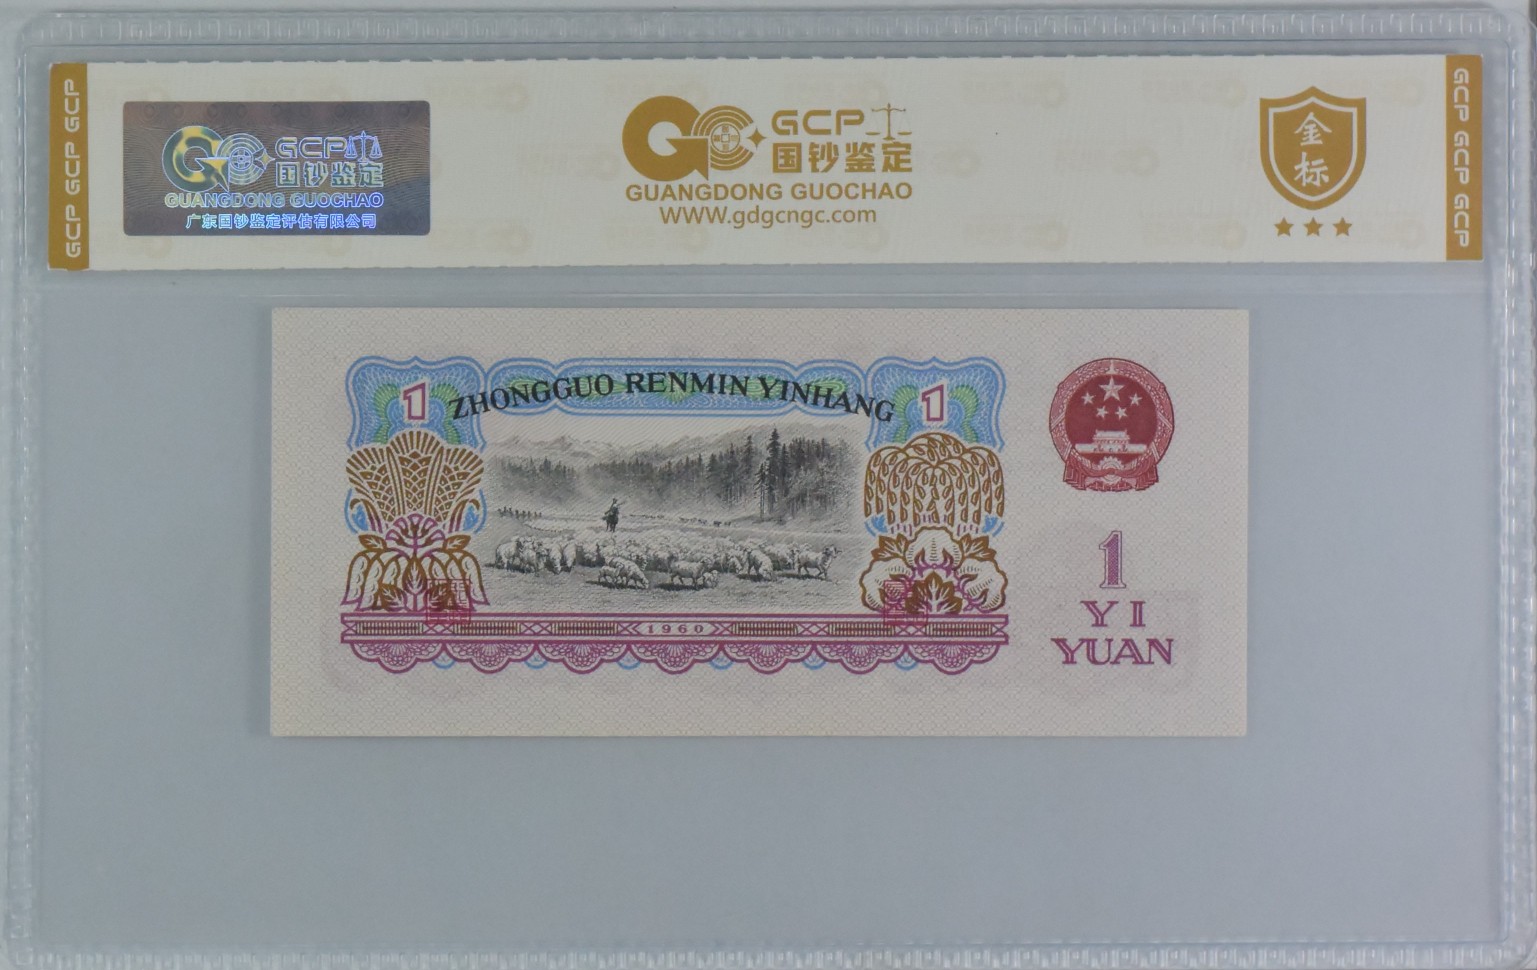 GCP GCP GCP
GCP
国钞鉴定
GUANGDONG GUOCHAO
广东国钞鉴定评估有限公司
GCP
国钞鉴定
GUANGDONG GUOCHAO
WWW.gdgcngc.com
金
标
GCP GCP GCP
1
ZHONGGUO RENMIN YINHANG
1
1960
1
YI
YUAN